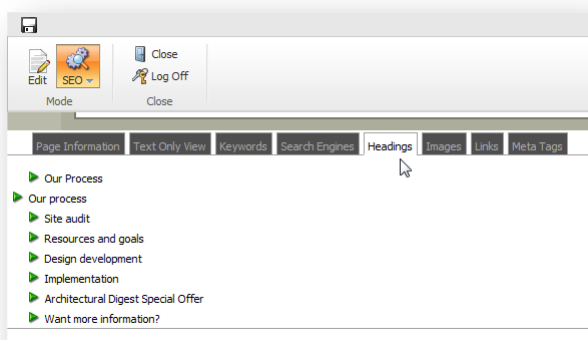 Edit SEO
Close
Log Off
Mode Close
Page Information Text Only View Keywords Search Engines Headings Images Links Meta Tags
Our Process
Our process
Site audit
Resources and goals
Design development
Implementation
Architectural Digest Special Offer
Want more information?